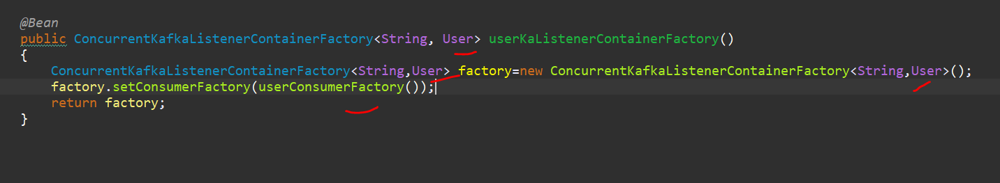 @Bean
public ConcurrentKafkaListenerContainerFactory<String, User> userKaListenerContainerFactory()
{
ConcurrentKafkaListenerContainerFactory<String,User> factory=new ConcurrentKafkaListenerContainerFactory<String,User>();
factory.setConsumerFactory(userConsumerFactory());
return factory;
}